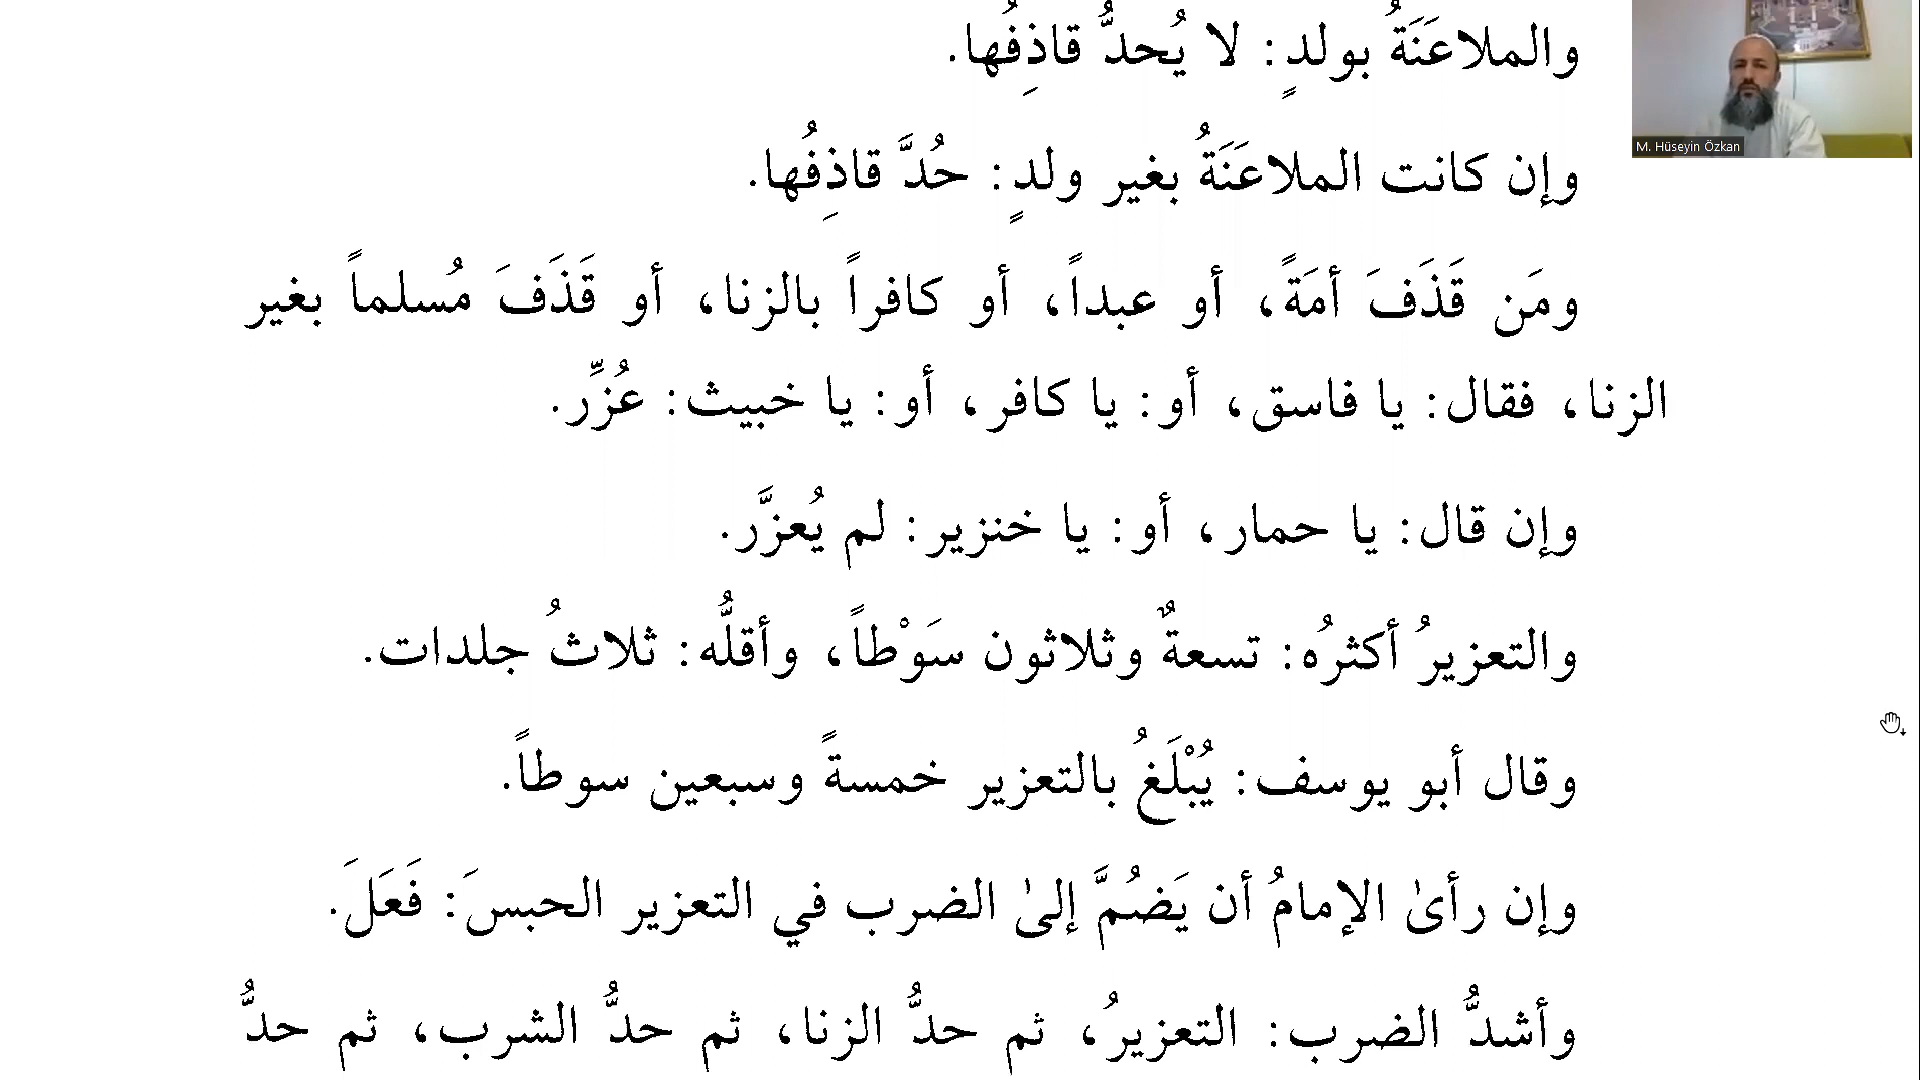 والملاعَنَةُ بولدٍ: لا يُحدُّ قاذِفُها.
M. Hüseyin Özkan
وإن كانت الملاعَنَةُ بغير ولدٍ: حُدَّ قاذِفُها.
ومَن قَذَفَ أمَةً، أو عبداً، أو كافراً بالزنا، أو قَذَفَ مُسلماً بغير
الزنا، فقال: يا فاسق، أو: يا كافر، أو: يا خبيث: عُزِّر.
وإن قال: يا حمار، أو: يا خنزير: لم يُعزَّر.
والتعزيرُ أكثرُه: تسعةٌ وثلاثون سَوْطاً، وأقلُّه: ثلاثُ جلدات.
وقال أبو يوسف: يُبْلَغُ بالتعزير خمسةً وسبعين سوطاً.
وإن رأىٰ الإمامُ أن يَضُمَّ إلىٰ الضرب في التعزير الحبسَ: فَعَلَ.
وأشدُّ الضرب: التعزيرُ، ثم حدُّ الزنا، ثم حدُّ الشرب، ثم حدُّ